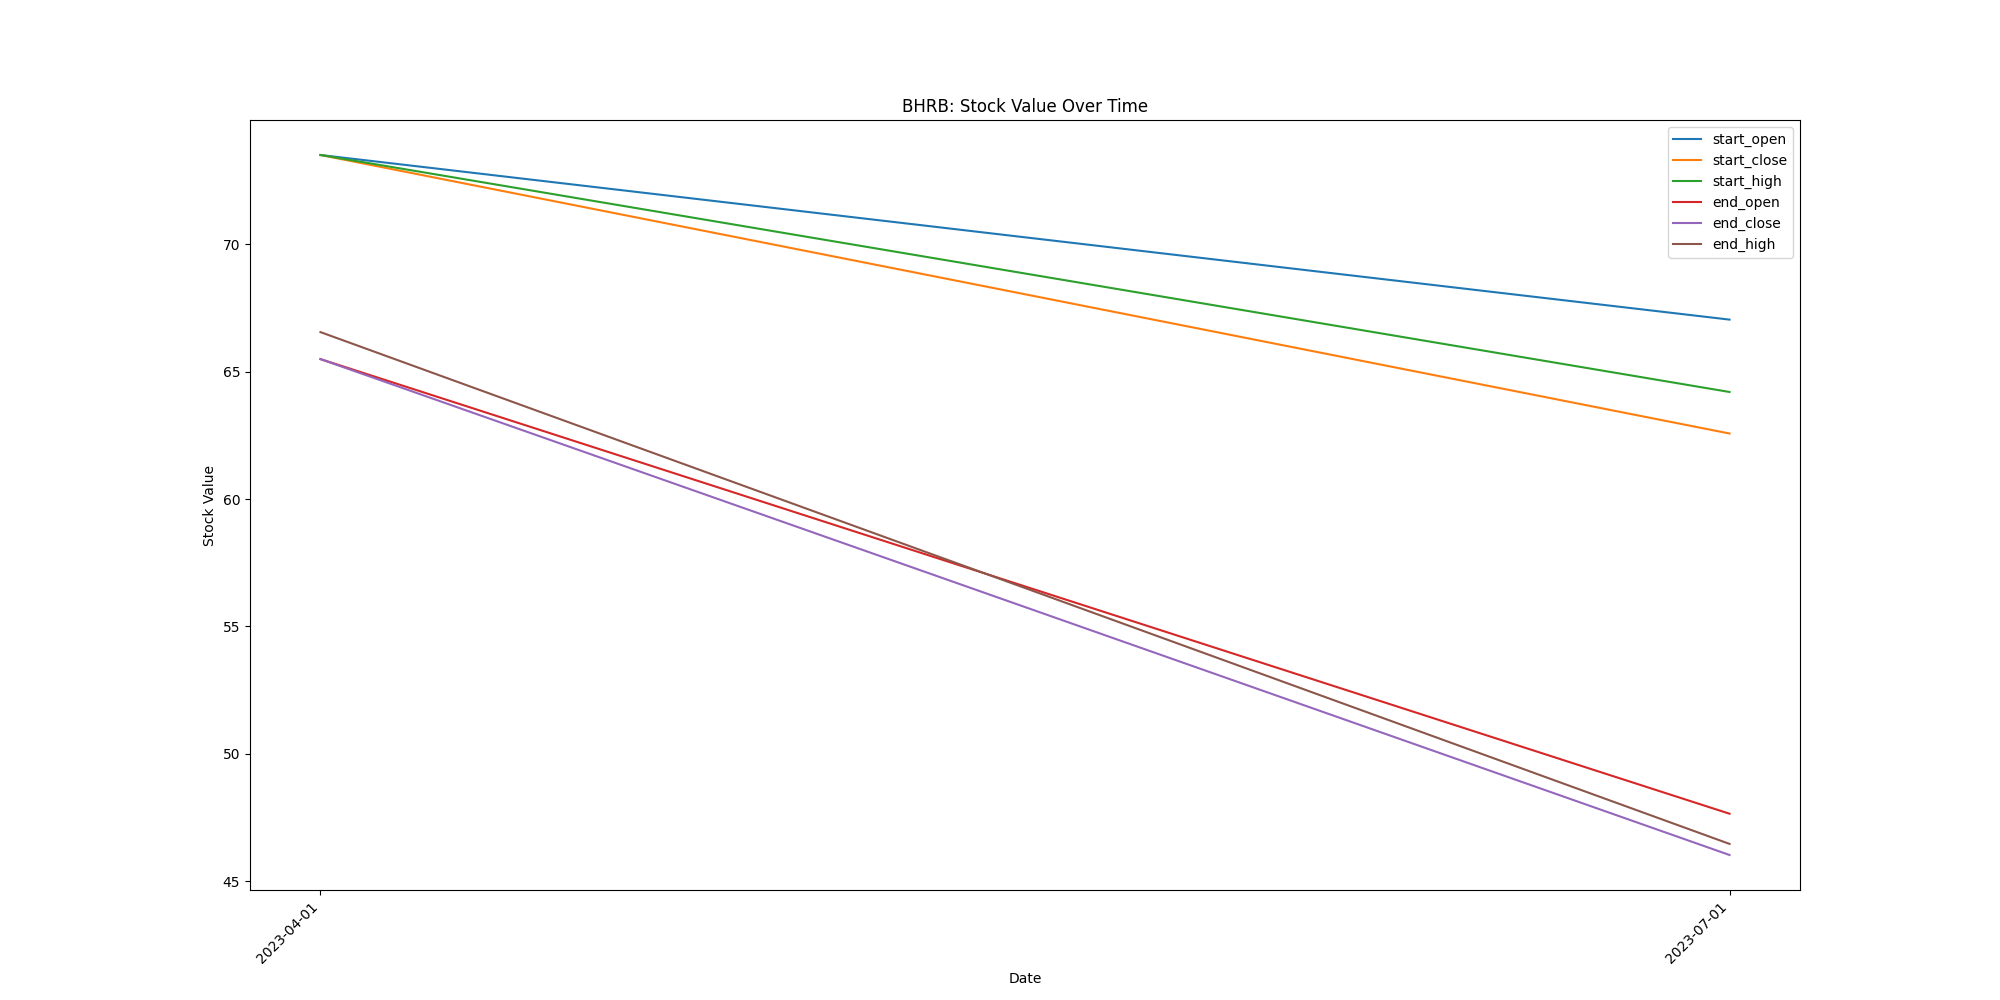 BHRB: Stock Value Over Time
start_open
start_close
start_high
end_open
end_close
end_high
Stock Value
70
65
60
55
50
45
2023-04-01
2023-07-01
Date